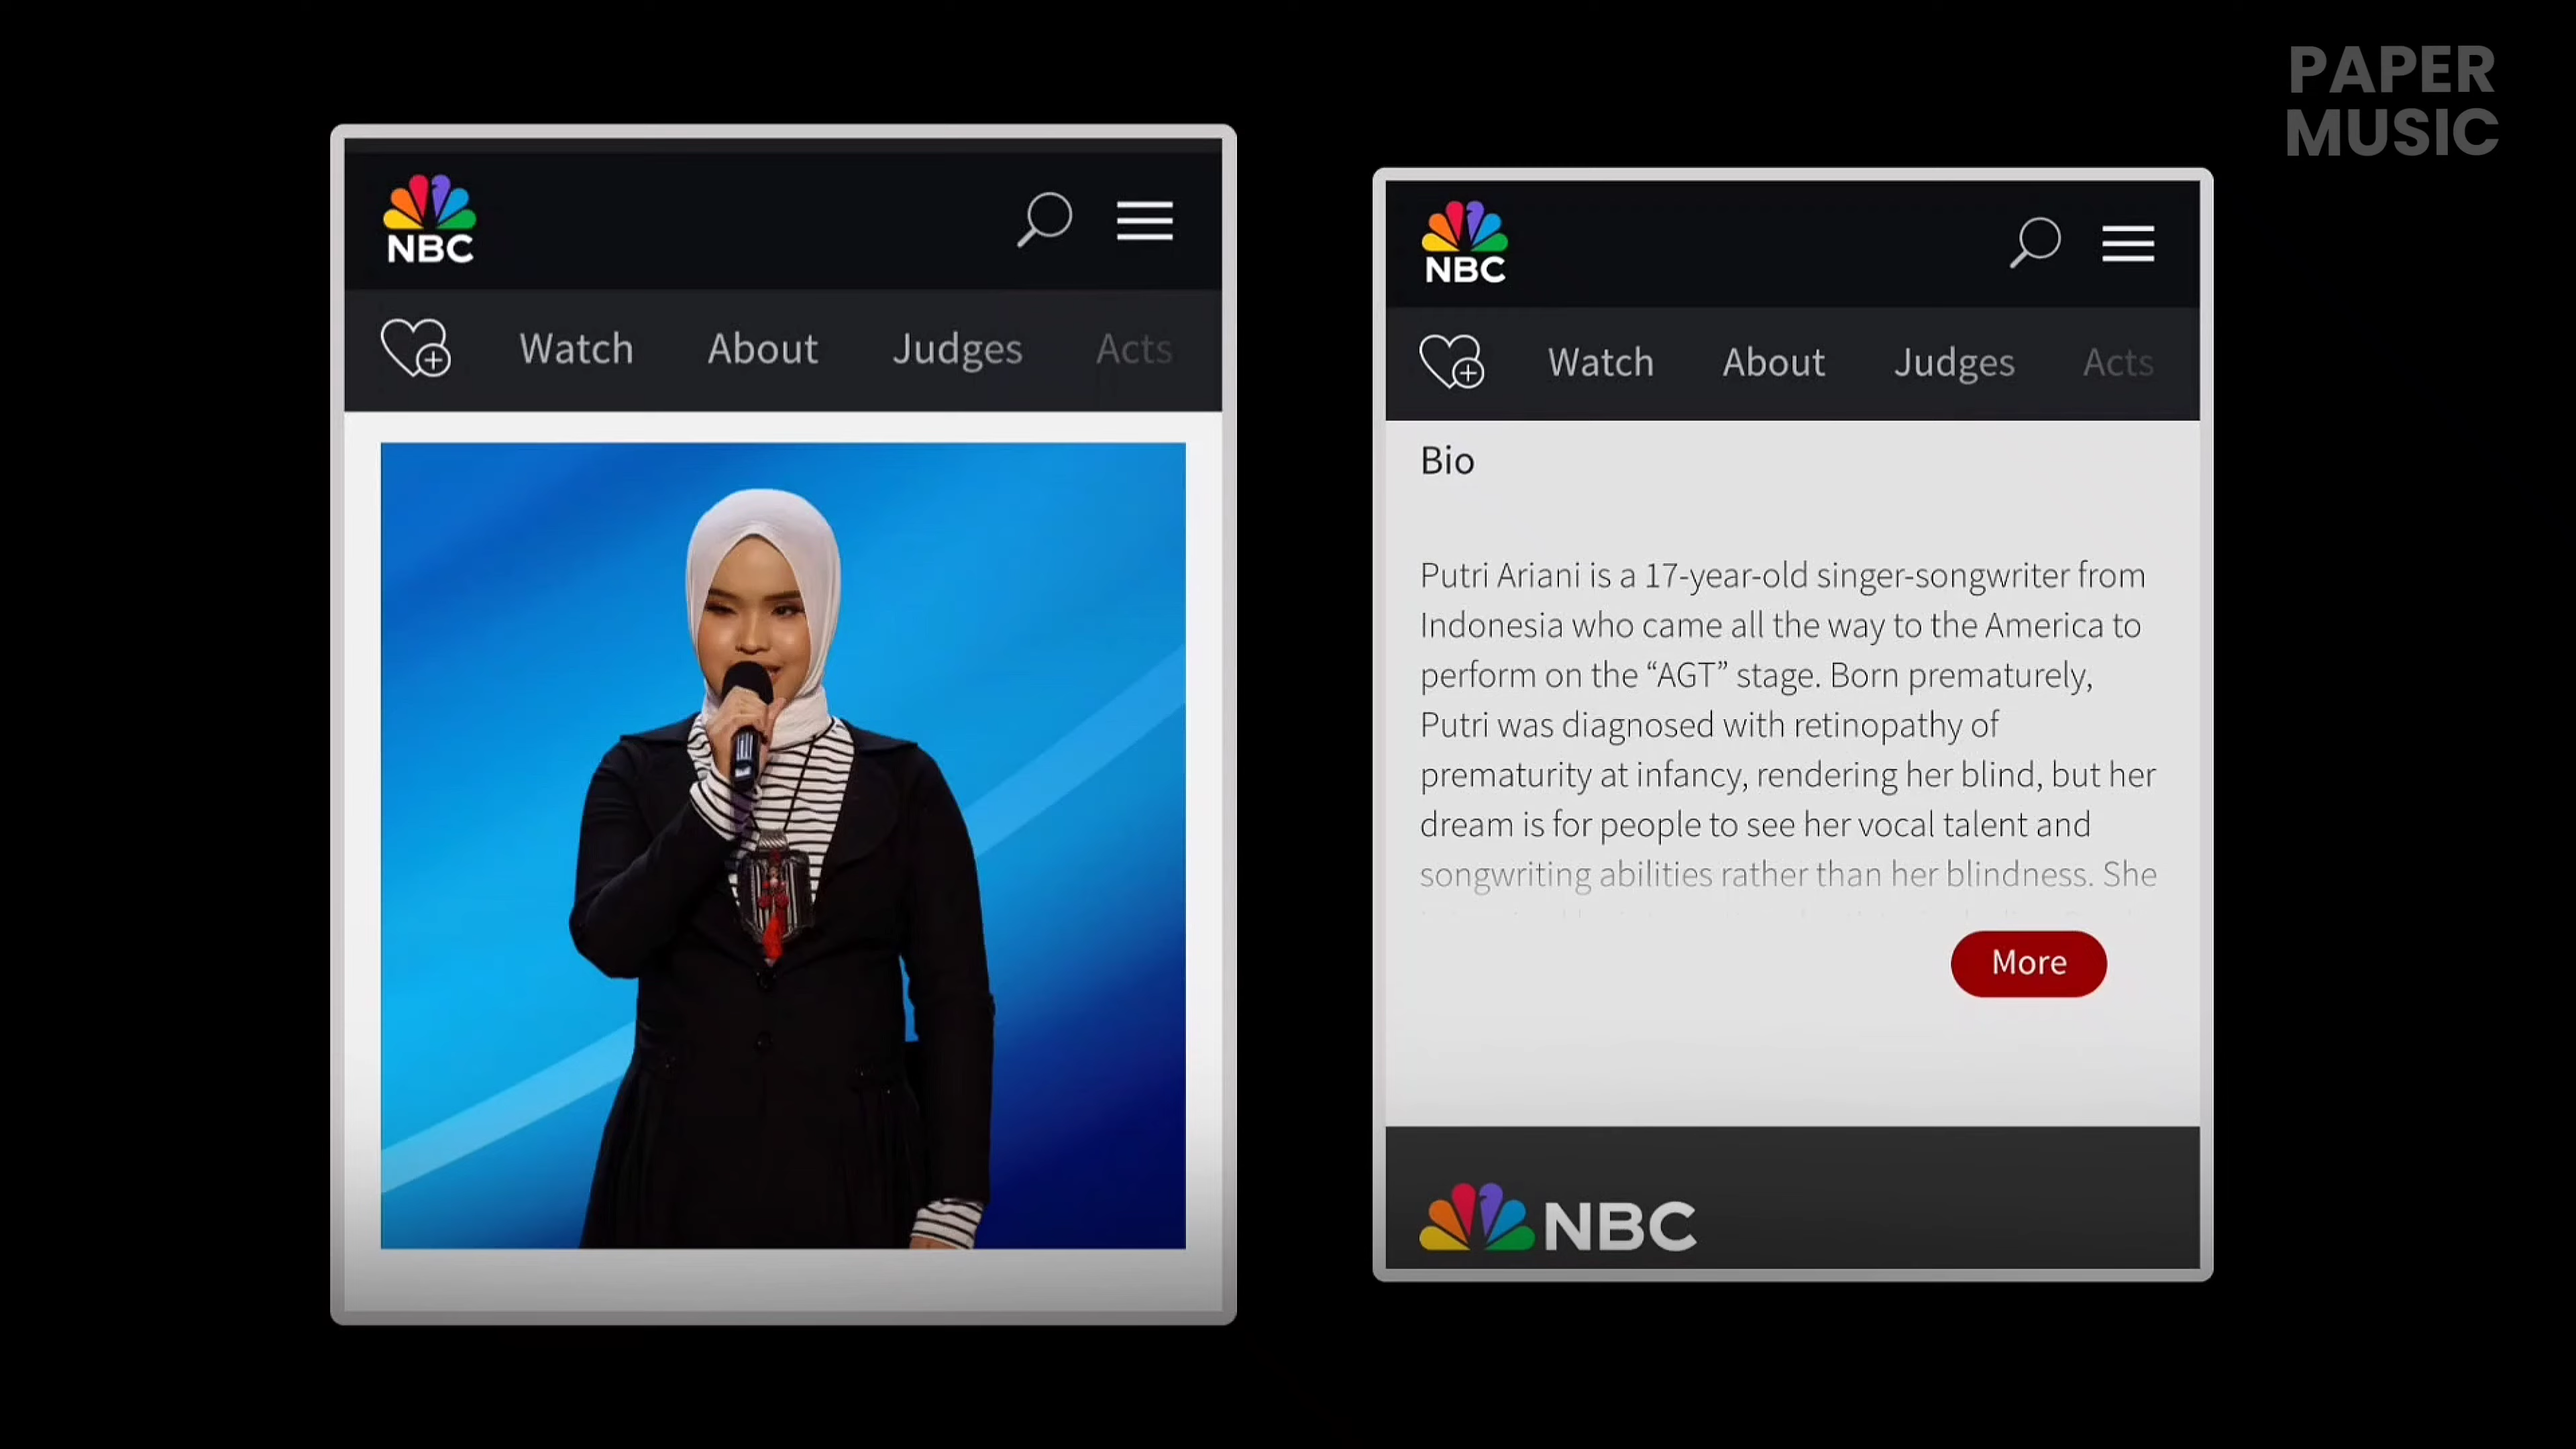 PAPER
MUSIC
NBC
Watch About Judges Acts
NBC
Watch About Judges Acts
Bio
Putri Ariani is a 17-year-old singer-songwriter from
Indonesia who came all the way to the America to
perform on the “AGT” stage. Born prematurely,
Putri was diagnosed with retinopathy of
prematurity at infancy, rendering her blind, but her
dream is for people to see her vocal talent and
songwriting abilities rather than her blindness. She
More
NBC